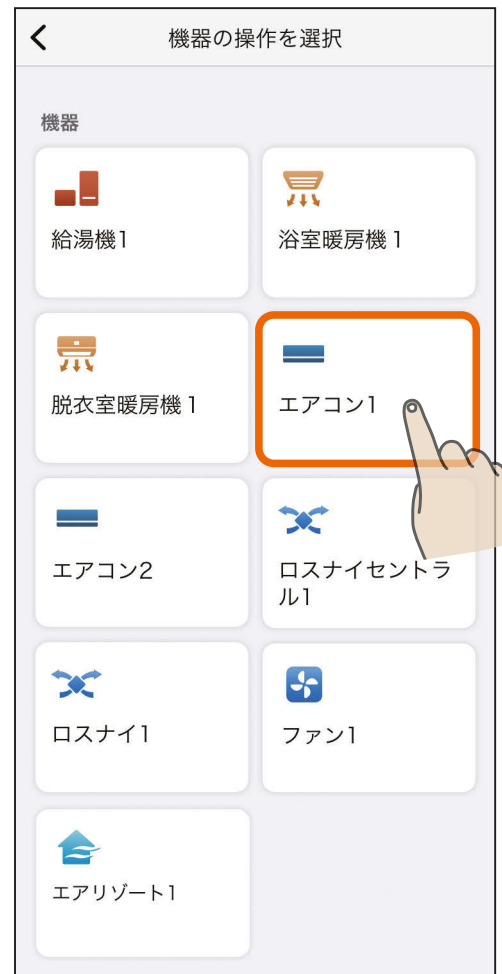 機器の操作を選択
機器
給湯機1
浴室暖房機 1
脱衣室暖房機 1
エアコン1
エアコン2
ロスナイセントラ
ル1
ロスナイ1
ファン1
エアリゾート1